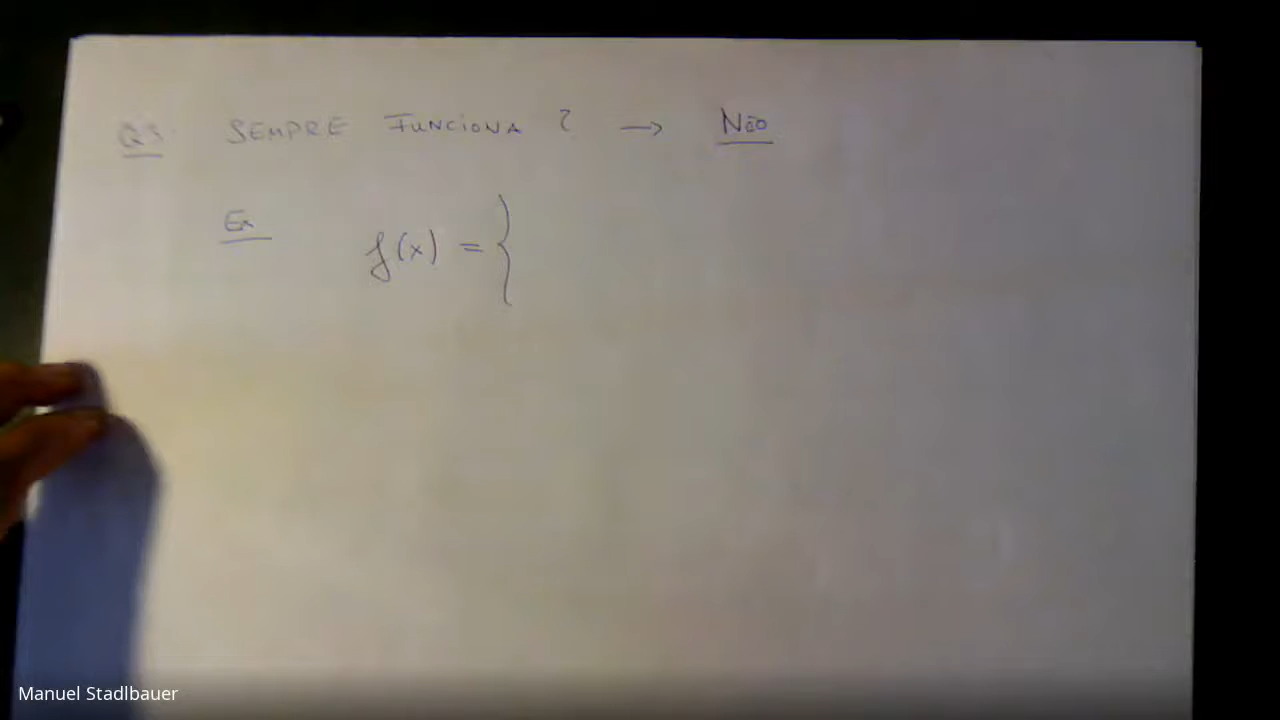 Q3 SEMPRE FUNCIONA ? → NÃO
Ex f(x) = {
Manuel Stadlbauer